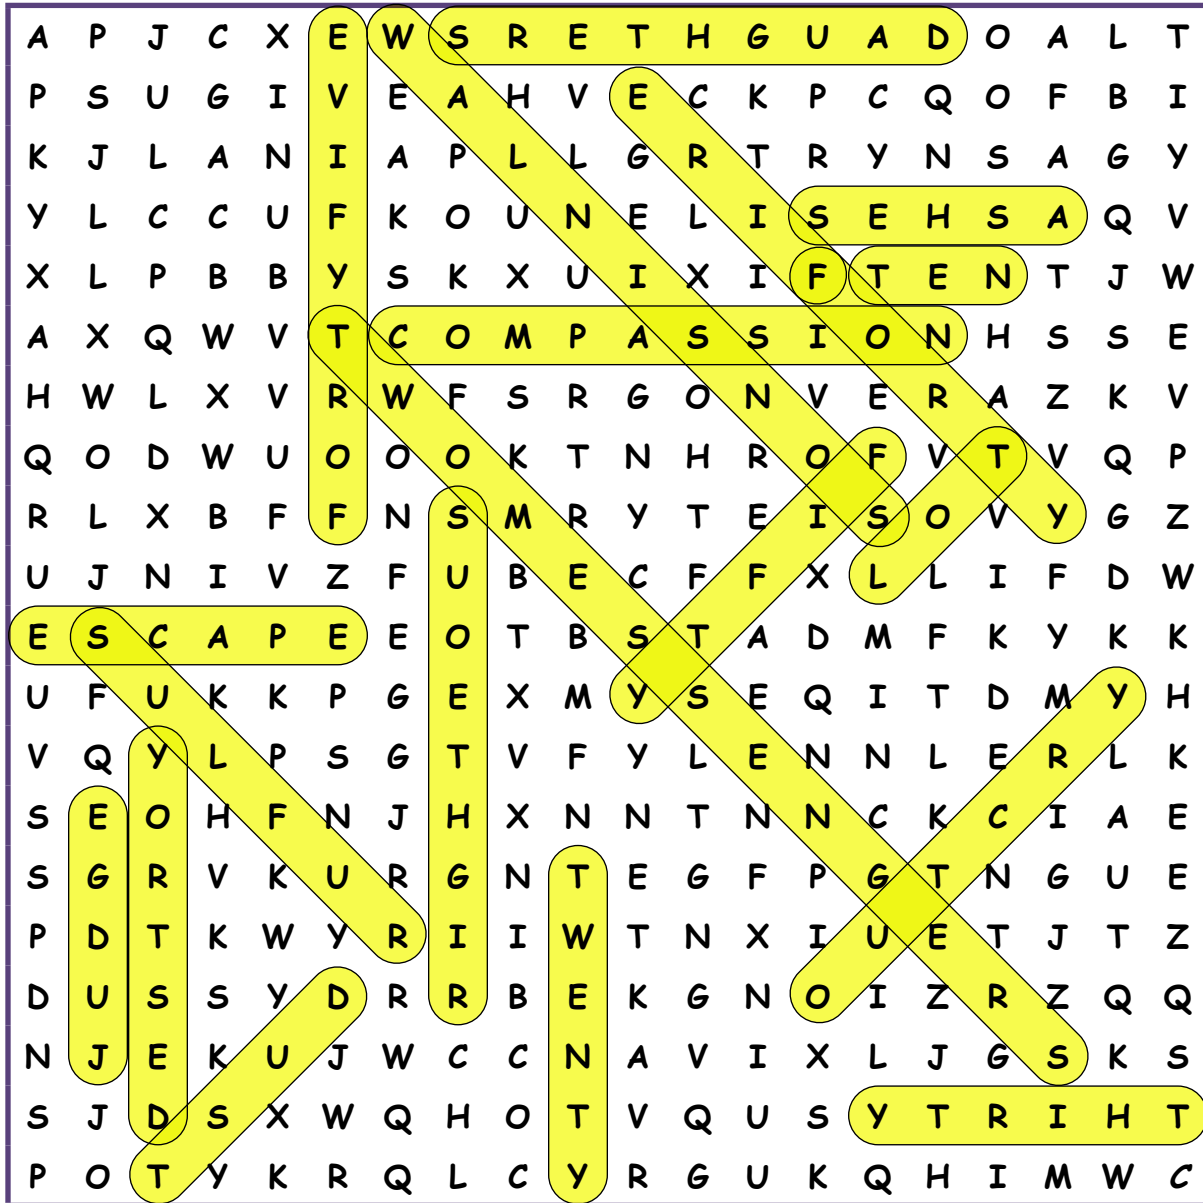 A P J C X E W S R E T H G U A D O A L T
P S U G I V E A H V E C K P C Q O F B I
K J L A N I A P L L G R T R Y N S A G Y
Y L C C U F K O U N E L I S E H S A Q V
X L P B B Y S K X U I X I F T E N T J W
A X Q W V T C O M P A S S I O N H S S E
H W L X V R W F S R G O N V E R A Z K V
Q O D W U O O O K T N H R O F V T V Q P
R L X B F F N S M R Y T E I S O V Y G Z
U J N I V Z F U B E C F F X L L I F D W
E S C A P E E O T B S T A D M F K Y K K
U F U K K P G E X M Y S E Q I T D M Y H
V Q Y L P S G T V F Y L E N N L E R L K
S E O H F N J H X N N T N N C K C I A E
S G R V K U R G N T E G F P G T N G U E
P D T K W Y R I I W T N X I U E T J T Z
D U S S Y D R R B E K G N O I Z R Z Q Q
N J E K U J W C C N A V I X L J G S K S
S J D S X W Q H O T V Q U S Y T R I H T
P O T Y K R Q L C Y R G U K Q H I M W C